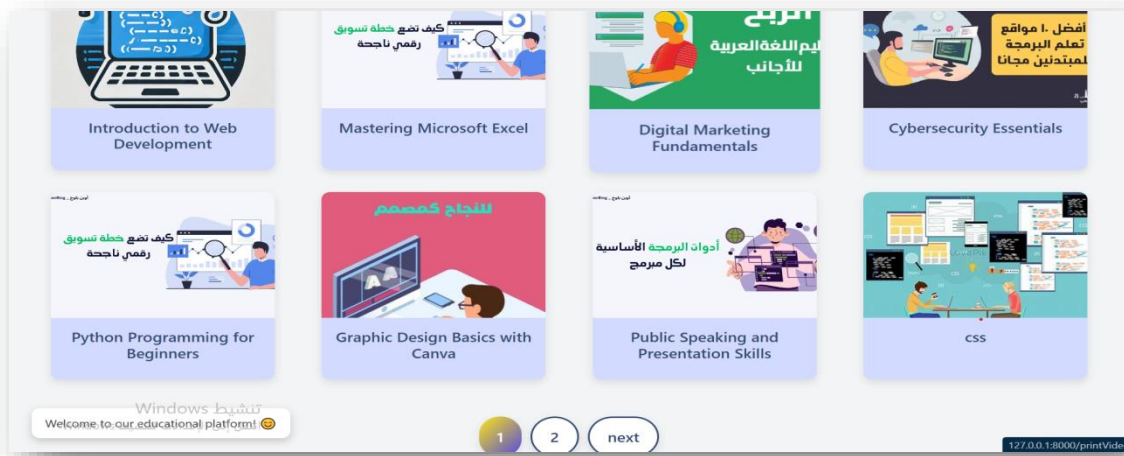 كيف تضع خطة تسويق
رقمي ناجحة
الربح
يم اللغة العربية
للأجانب
أفضل ١٠ مواقع
تعلم البرمجة
للمبتدئين مجانا
Introduction to Web
Development
Mastering Microsoft Excel
Digital Marketing
Fundamentals
Cybersecurity Essentials
كيف تضع خطة تسويق
رقمي ناجحة
للنجاح كمصمم
أدوات البرمجة الأساسية
لكل مبرمج
Python Programming for
Beginners
Graphic Design Basics with
Canva
Public Speaking and
Presentation Skills
css
تنشيط Windows
Welcome to our educational platform! 😊
1
2
next
127.0.0.1:8000/printVide